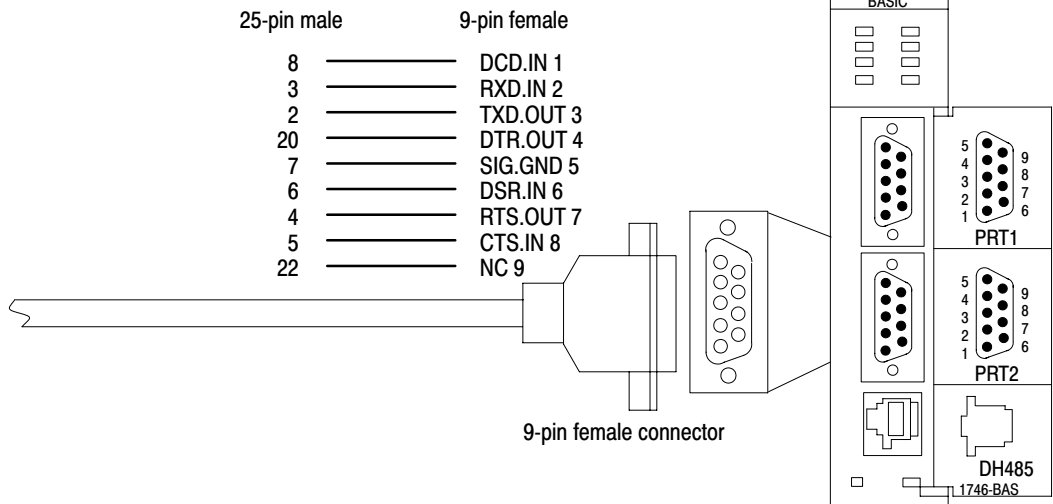 BASIC
25-pin male 9-pin female
8 DCD.IN 1
3 RXD.IN 2
2 TXD.OUT 3
20 DTR.OUT 4
7 SIG.GND 5
6 DSR.IN 6
4 RTS.OUT 7
5 CTS.IN 8
22 NC 9
5
4
3
2
1
9
8
7
6
PRT1
5
4
3
2
1
9
8
7
6
PRT2
9-pin female connector
DH485
1746-BAS